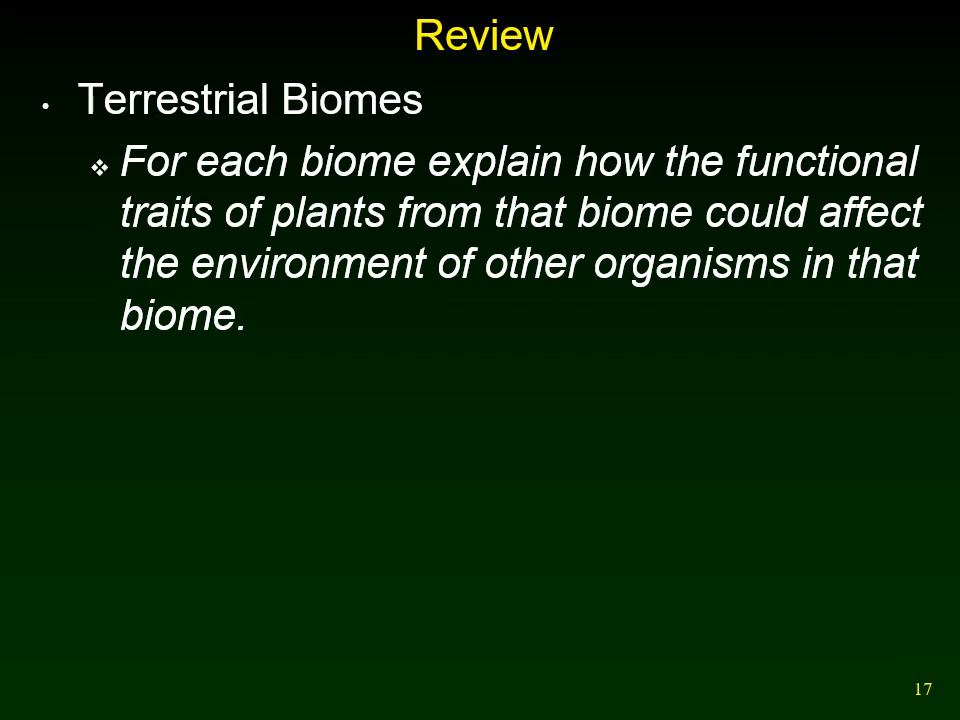 Review
• Terrestrial Biomes
❖ For each biome explain how the functional
traits of plants from that biome could affect
the environment of other organisms in that
biome.
17